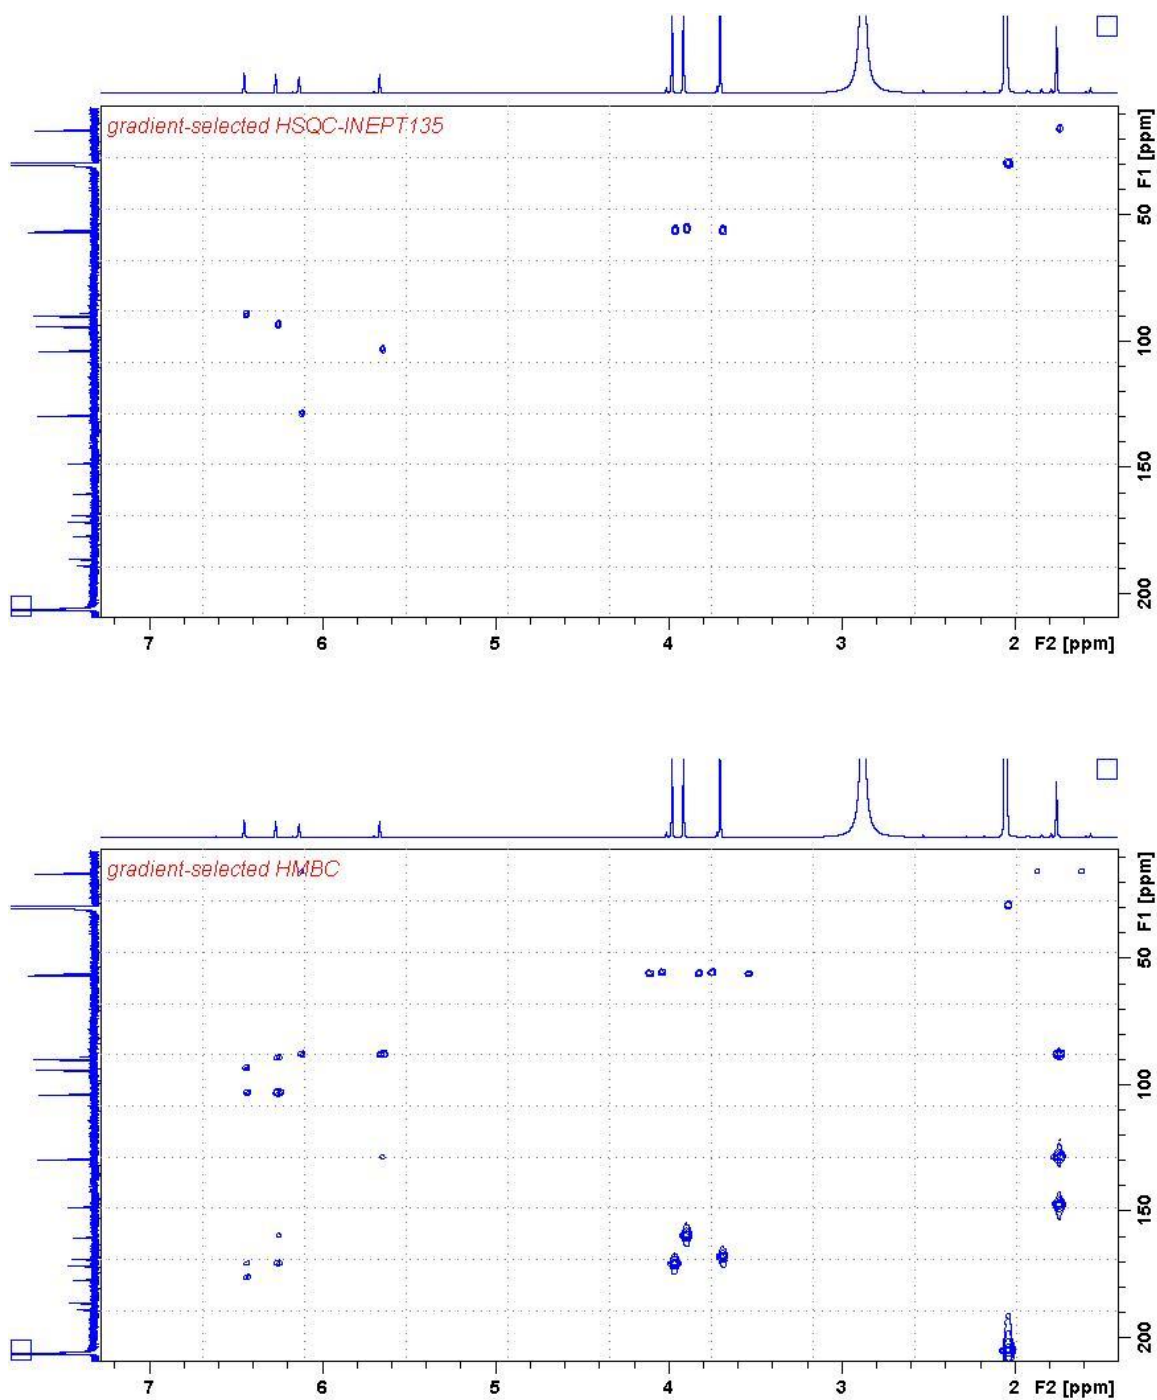 gradient-selected HSQC-INEPT135
50
100
150
200
F1 [ppm]
7 6 5 4 3 2 F2 [ppm]
gradient-selected HMBC
50
100
150
200
F1 [ppm]
7 6 5 4 3 2 F2 [ppm]